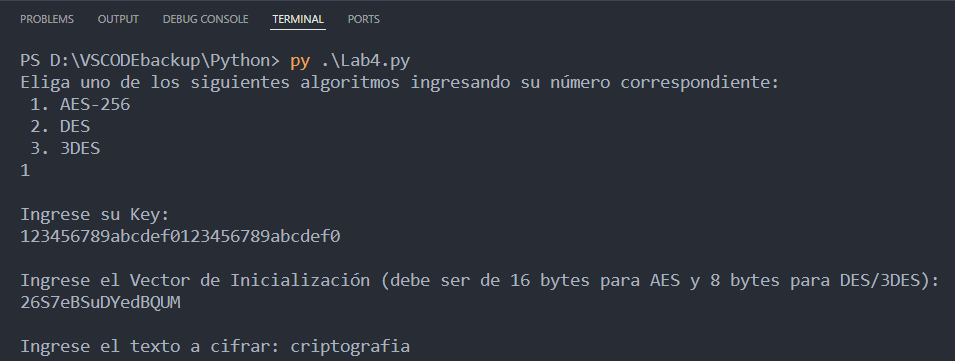 PROBLEMS OUTPUT DEBUG CONSOLE TERMINAL PORTS
PS D:\VSCODEbackup\Python> py .\Lab4.py
Eliga uno de los siguientes algoritmos ingresando su número correspondiente:
1. AES-256
2. DES
3. 3DES
1
Ingrese su Key:
123456789abcdef0123456789abcdef0
Ingrese el Vector de Inicialización (debe ser de 16 bytes para AES y 8 bytes para DES/3DES):
26S7eBSuDYedBQUM
Ingrese el texto a cifrar: criptografia